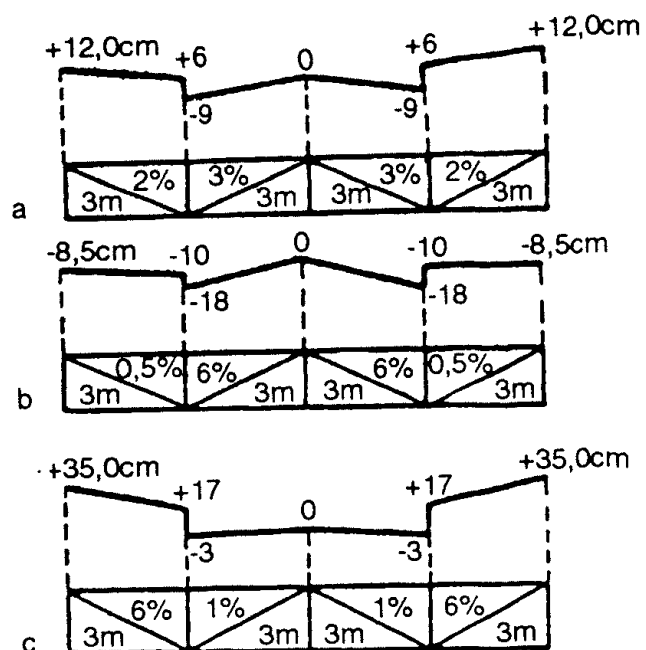 +12,0cm +6 0 +6 +12,0cm
-9 -9
2% 3% 3% 2%
a 3m 3m 3m 3m
-8,5cm -10 0 -10 -8,5cm
-18 -18
0,5% 6% 6% 0,5%
b 3m 3m 3m 3m
+35,0cm +17 0 +17 +35,0cm
-3 -3
6% 1% 1% 6%
c 3m 3m 3m 3m